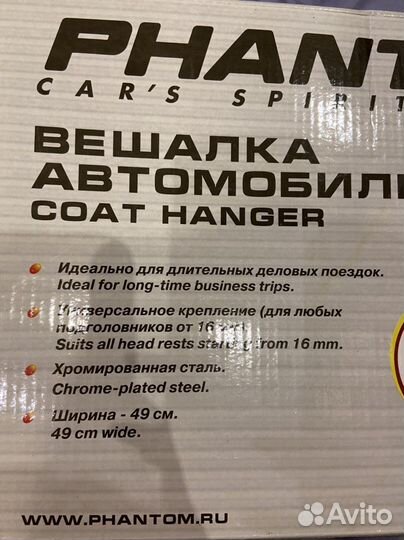 PHANT
CAR'S SPIRIT
ВЕШАЛКА
АВТОМОБИЛ
COAT HANGER
Идеально для длительных деловых поездок.
Ideal for long-time business trips.
Универсальное крепление (для любых
подголовников от 16
Suits all head rests from 16 mm.
Хромированная сталь.
Chrome-plated steel.
Ширина - 49 см.
49 cm wide.
WWW.PHANTOM.RU
Avito